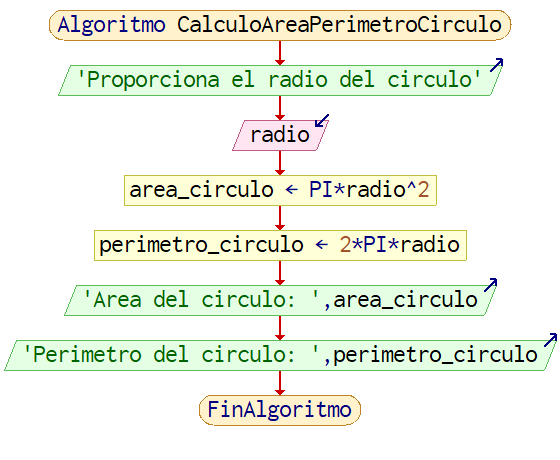 Algoritmo CalculoAreaPerimetroCirculo
'Proporciona el radio del circulo'
radio
area_circulo ← PI*radio^2
perimetro_circulo ← 2*PI*radio
'Area del circulo: ',area_circulo
'Perimetro del circulo: ',perimetro_circulo
FinAlgoritmo